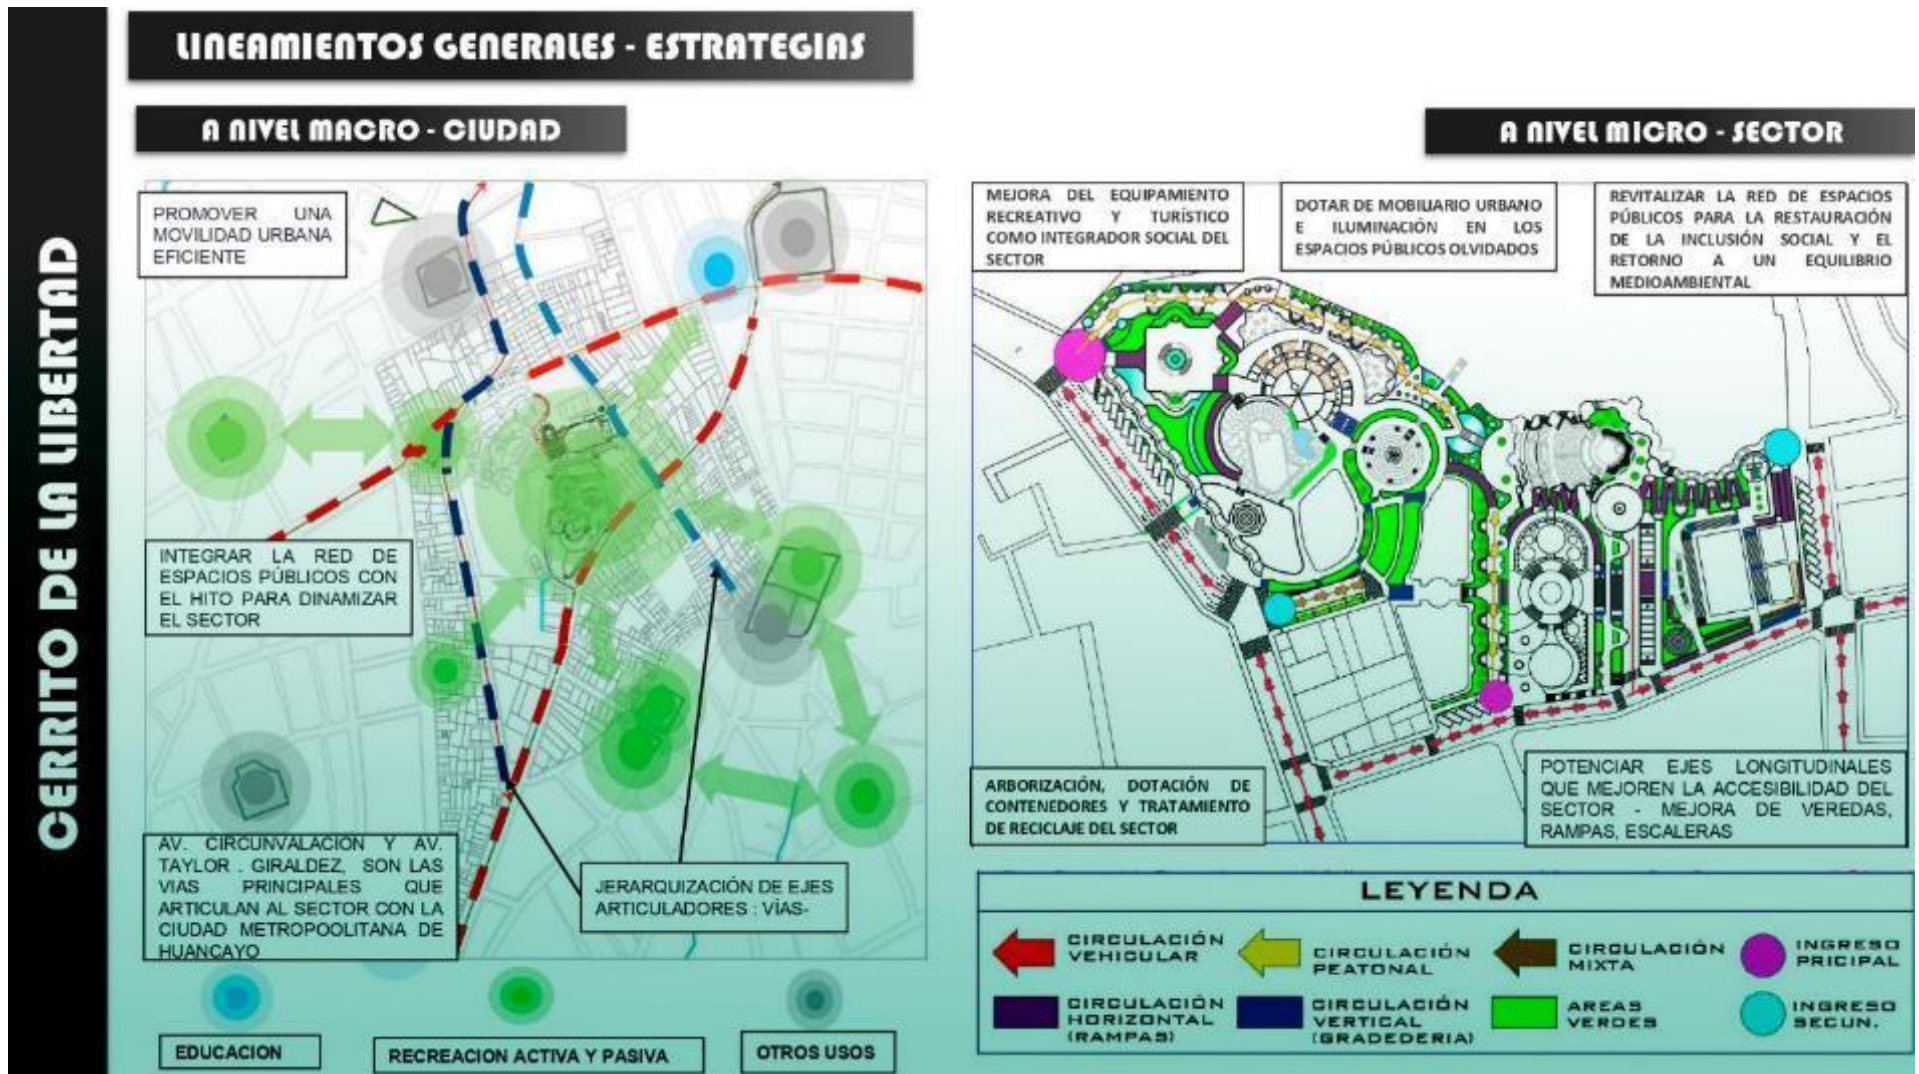 LINEAMIENTOS GENERALES - ESTRATEGIAS
CERRITO DE LA LIBERTAD
A NIVEL MACRO - CIUDAD
PROMOVER UNA
MOVILIDAD URBANA
EFICIENTE
INTEGRAR LA RED DE
ESPACIOS PÚBLICOS CON
EL HITO PARA DINAMIZAR
EL SECTOR
AV. CIRCUNVALACION Y AV.
TAYLOR . GIRALDEZ, SON LAS
VIAS PRINCIPALES QUE
ARTICULAN AL SECTOR CON LA
CIUDAD METROPOOLITANA DE
HUANCAYO
JERARQUIZACIÓN DE EJES
ARTICULADORES : VÍAS-
EDUCACION
RECREACION ACTIVA Y PASIVA
OTROS USOS
A NIVEL MICRO - SECTOR
MEJORA DEL EQUIPAMIENTO
RECREATIVO Y TURÍSTICO
COMO INTEGRADOR SOCIAL DEL
SECTOR
DOTAR DE MOBILIARIO URBANO
E ILUMINACIÓN EN LOS
ESPACIOS PÚBLICOS OLVIDADOS
REVITALIZAR LA RED DE ESPACIOS
PÚBLICOS PARA LA RESTAURACIÓN
DE LA INCLUSIÓN SOCIAL Y EL
RETORNO A UN EQUILIBRIO
MEDIOAMBIENTAL
ARBORIZACIÓN, DOTACIÓN DE
CONTENEDORES Y TRATAMIENTO
DE RECICLAJE DEL SECTOR
POTENCIAR EJES LONGITUDINALES
QUE MEJOREN LA ACCESIBILIDAD DEL
SECTOR - MEJORA DE VEREDAS,
RAMPAS, ESCALERAS
LEYENDA
CIRCULACIÓN
VEHICULAR
CIRCULACIÓN
PEATONAL
CIRCULACIÓN
MIXTA
INGRESO
PRICIPAL
CIRCULACIÓN
HORIZONTAL
(RAMPAS)
CIRCULACIÓN
VERTICAL
(GRADEDERIA)
AREAS
VERDES
INGRESO
SECUN.